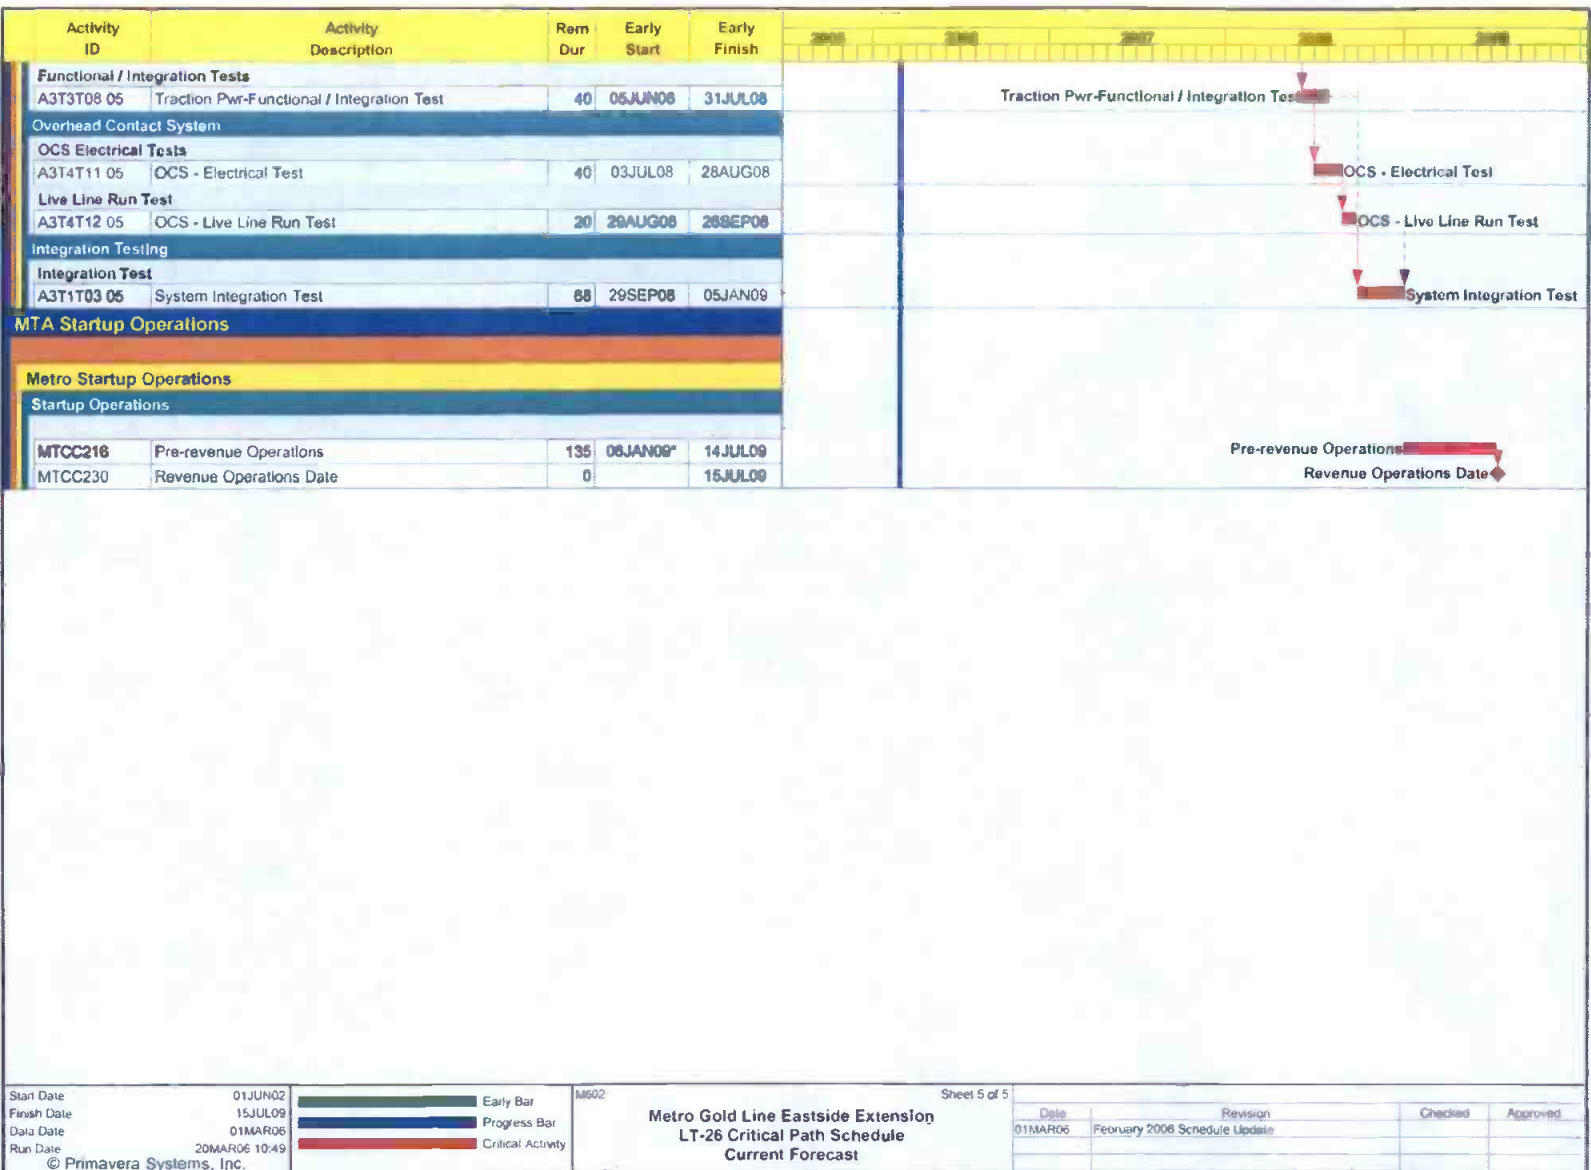 Activity ID Activity Description Rem Dur Early Start Early Finish 2005 2006 2007 2008 2009
Functional / Integration Tests
A3T3T08 05 Traction Pwr-Functional / Integration Test 40 05JUN08 31JUL08 Traction Pwr-Functional / Integration Test
Overhead Contact System
OCS Electrical Tests
A3T4T11 05 OCS - Electrical Test 40 03JUL08 28AUG08 OCS - Electrical Test
Live Line Run Test
A3T4T12 05 OCS - Live Line Run Test 20 29AUG08 26SEP08 OCS - Live Line Run Test
Integration Testing
Integration Test
A3T1T03 05 System Integration Test 68 29SEP08 05JAN09 System Integration Test
MTA Startup Operations
Metro Startup Operations
Startup Operations
MTCC216 Pre-revenue Operations 135 06JAN09* 14JUL09 Pre-revenue Operations
MTCC230 Revenue Operations Date 0 15JUL09 Revenue Operations Date
Start Date 01JUN02
Finish Date 15JUL09
Data Date 01MAR06
Run Date 20MAR06 10:49
© Primavera Systems, Inc.
Early Bar
Progress Bar
Critical Activity
M602
Sheet 5 of 5
Metro Gold Line Eastside Extension
LT-26 Critical Path Schedule
Current Forecast
Date Revision Checked Approved
01MAR06 February 2006 Schedule Update